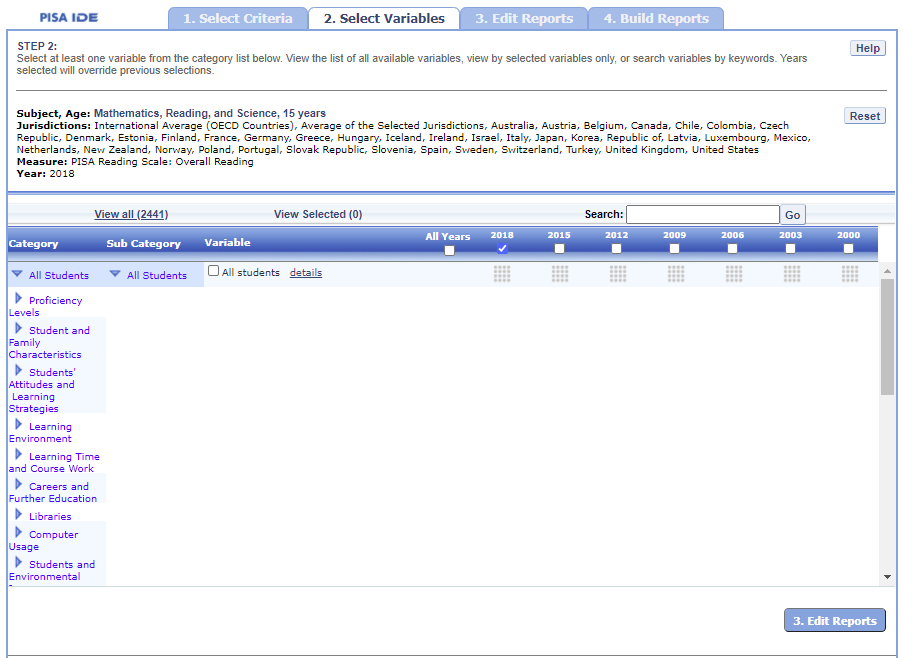 PISA IDE
1. Select Criteria
2. Select Variables
3. Edit Reports
4. Build Reports
STEP 2:
Select at least one variable from the category list below. View the list of all available variables, view by selected variables only, or search variables by keywords. Years
selected will override previous selections.
Help
Subject, Age: Mathematics, Reading, and Science, 15 years
Jurisdictions: International Average (OECD Countries), Average of the Selected Jurisdictions, Australia, Austria, Belgium, Canada, Chile, Colombia, Czech
Republic, Denmark, Estonia, Finland, France, Germany, Greece, Hungary, Iceland, Ireland, Israel, Italy, Japan, Korea, Republic of, Latvia, Luxembourg, Mexico,
Netherlands, New Zealand, Norway, Poland, Portugal, Slovak Republic, Slovenia, Spain, Sweden, Switzerland, Turkey, United Kingdom, United States
Measure: PISA Reading Scale: Overall Reading
Year: 2018
Reset
View all (2441) View Selected (0) Search: Go
Category Sub Category Variable All Years 2018 2015 2012 2009 2006 2003 2000
All Students All Students All students details
Proficiency
Levels
Student and
Family
Characteristics
Students'
Attitudes and
Learning
Strategies
Learning
Environment
Learning Time
and Course Work
Careers and
Further Education
Libraries
Computer
Usage
Students and
Environmental
3. Edit Reports